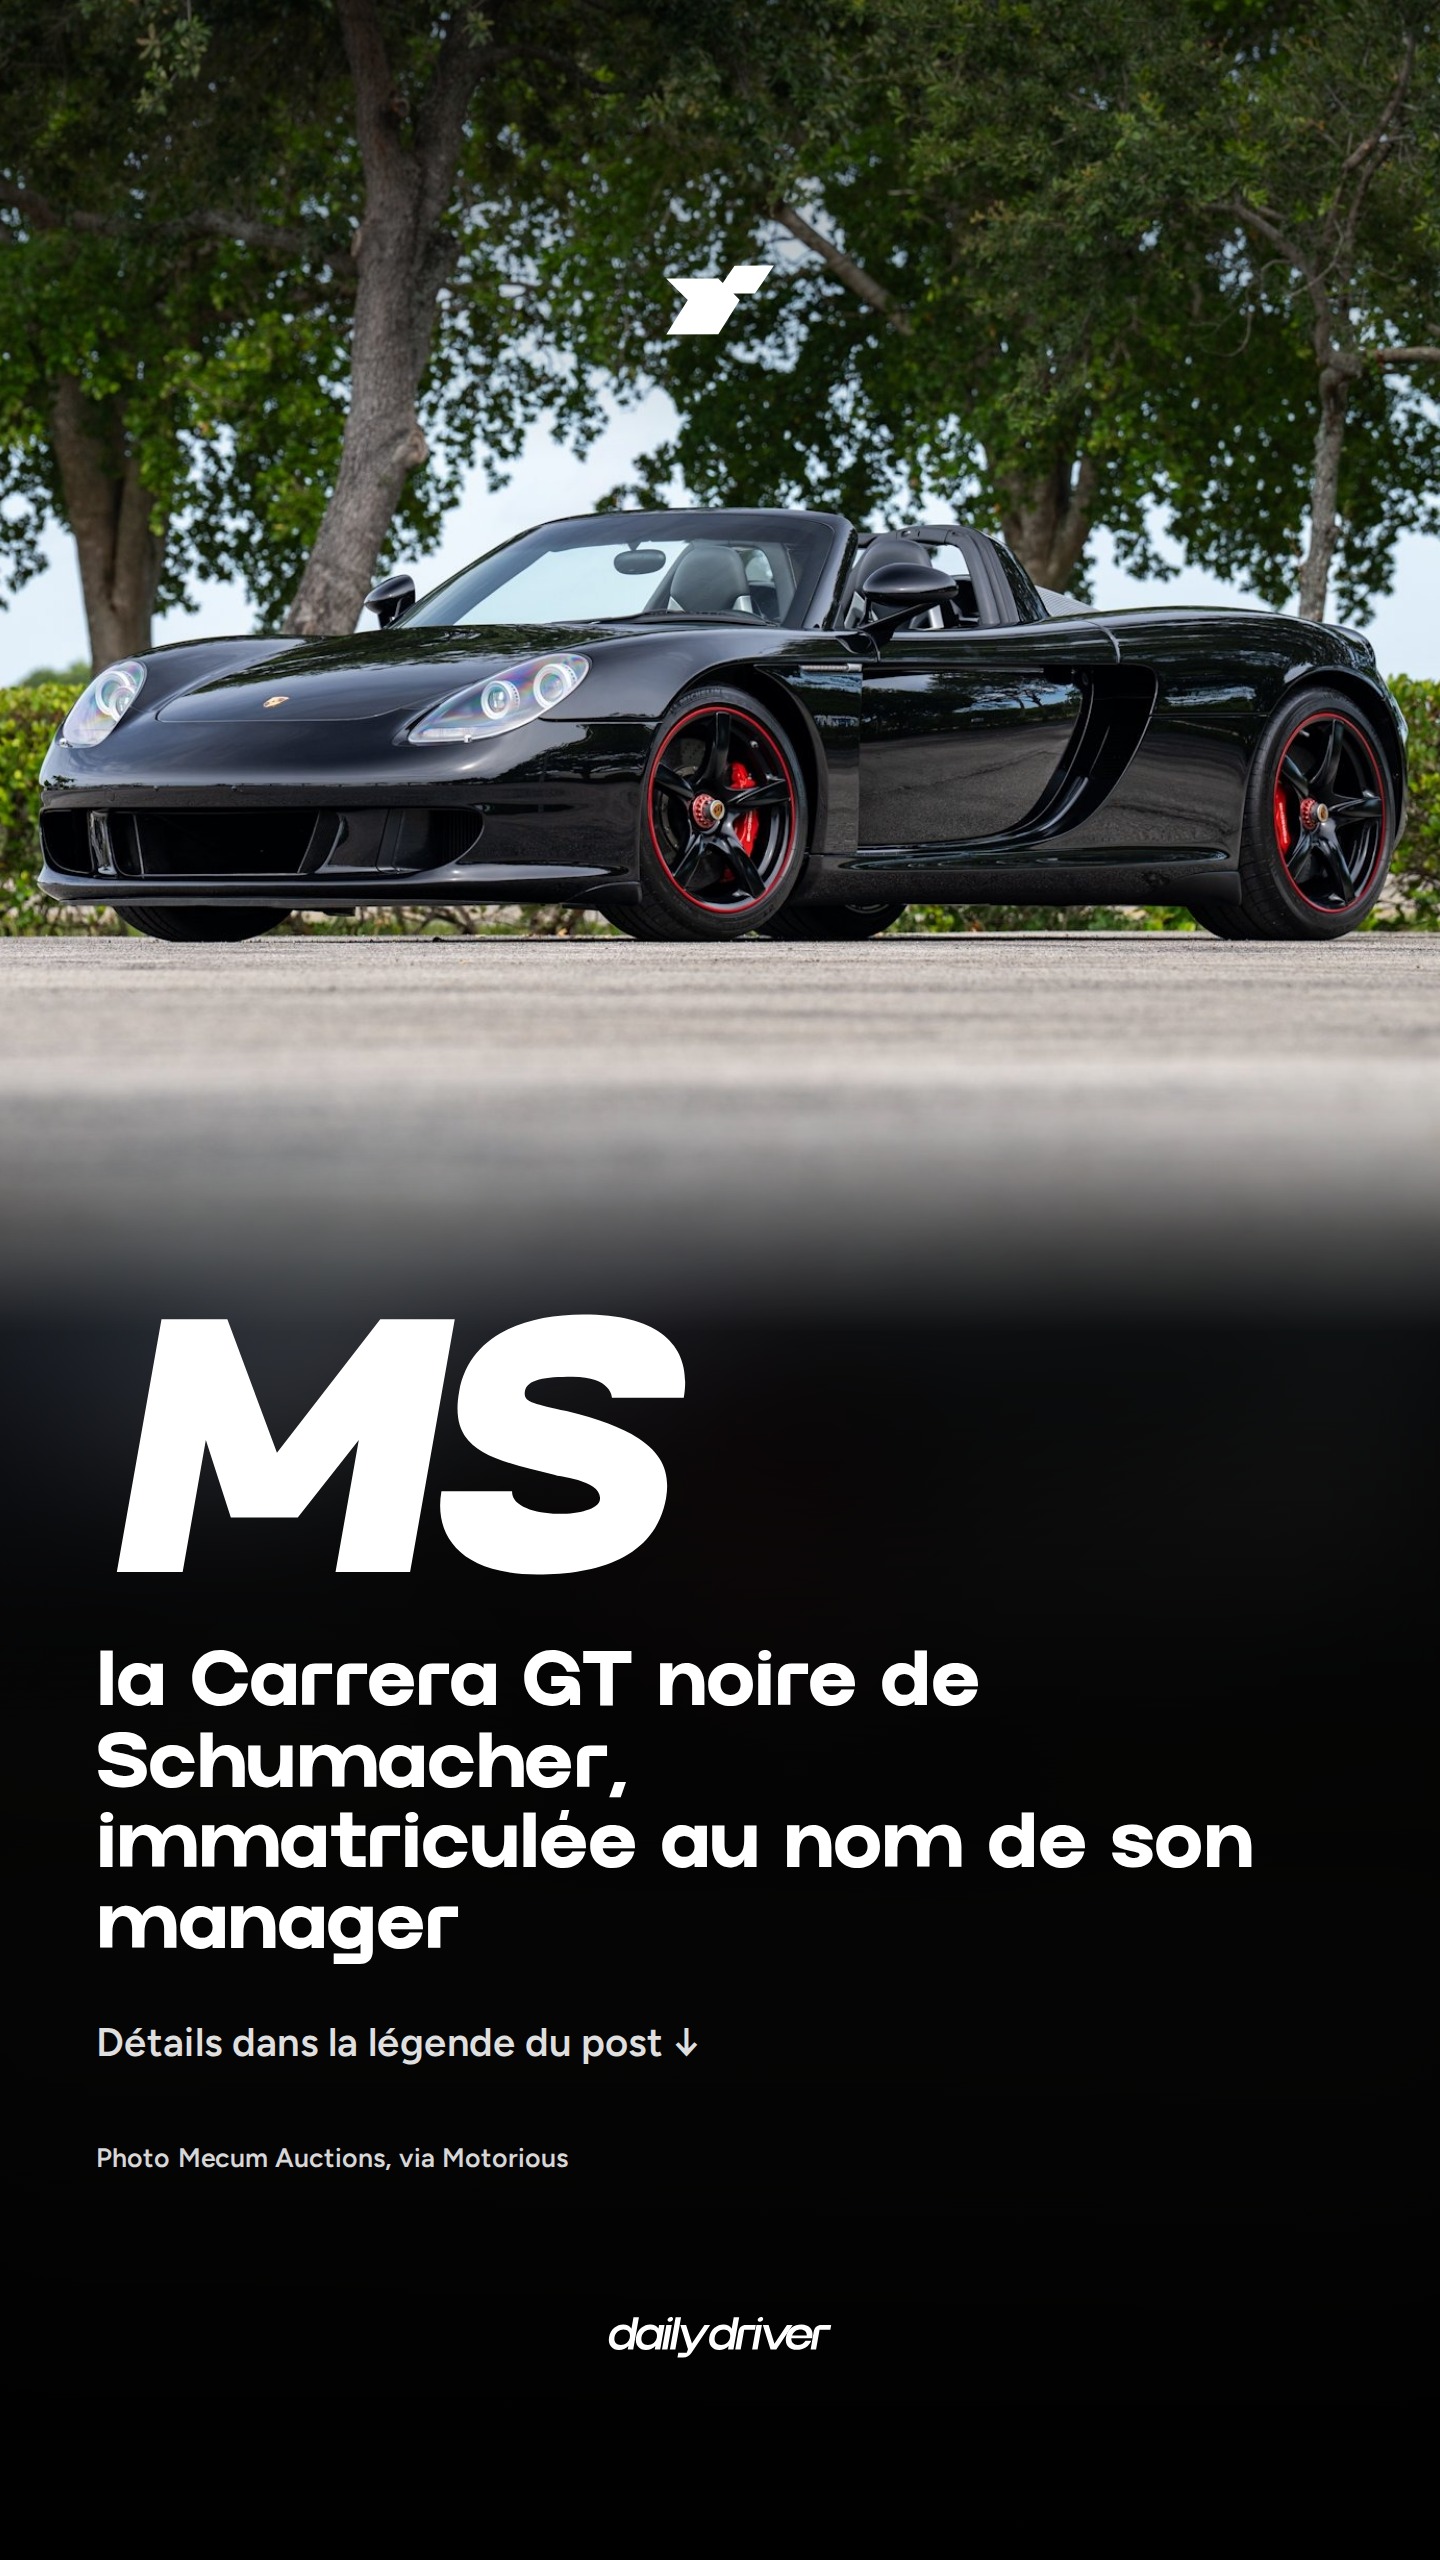 MS
la Carrera GT noire de
Schumacher,
immatriculée au nom de son
manager
Détails dans la légende du post ↓
Photo Mecum Auctions, via Motorious
dailydriver